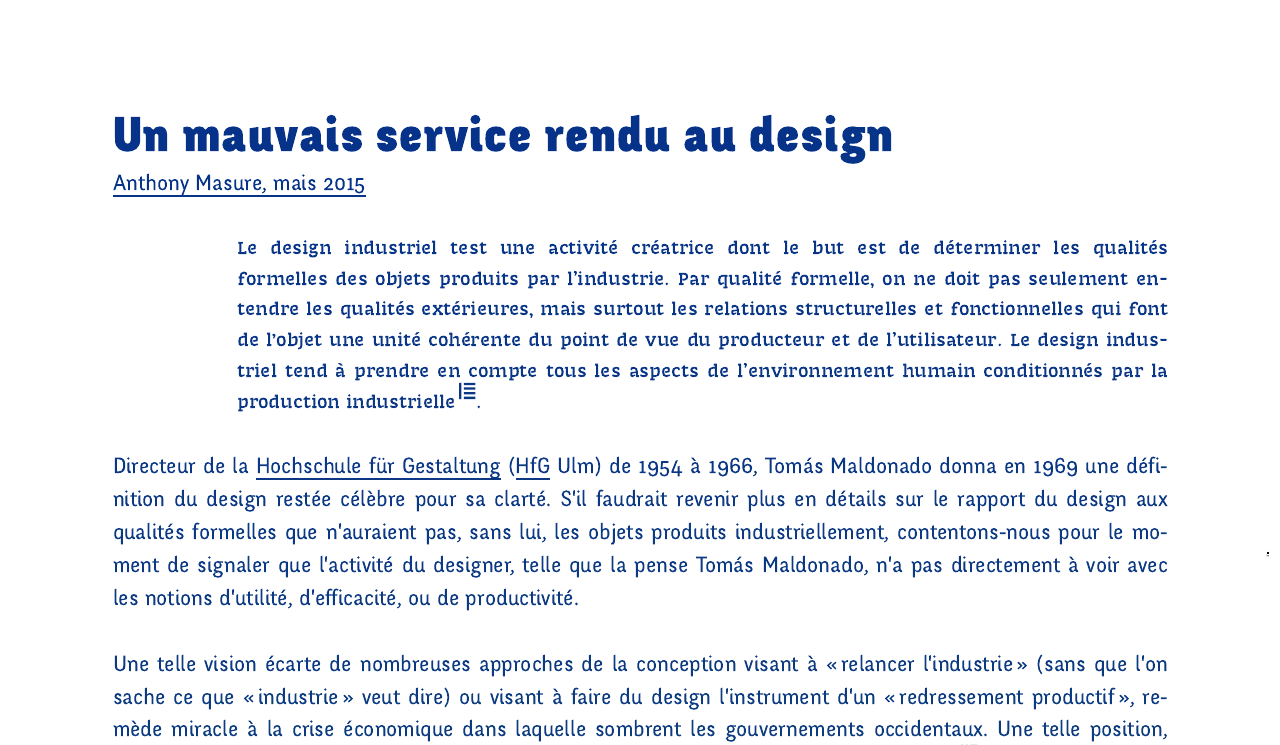 Un mauvais service rendu au design
Anthony Masure, mais 2015
Le design industriel test une activité créatrice dont le but est de déterminer les qualités
formelles des objets produits par l’industrie. Par qualité formelle, on ne doit pas seulement en-
tendre les qualités extérieures, mais surtout les relations structurelles et fonctionnelles qui font
de l’objet une unité cohérente du point de vue du producteur et de l’utilisateur. Le design indus-
triel tend à prendre en compte tous les aspects de l’environnement humain conditionnés par la
production industrielle.
Directeur de la Hochschule für Gestaltung (HfG Ulm) de 1954 à 1966, Tomás Maldonado donna en 1969 une défi-
nition du design restée célèbre pour sa clarté. S'il faudrait revenir plus en détails sur le rapport du design aux
qualités formelles que n'auraient pas, sans lui, les objets produits industriellement, contentons-nous pour le mo-
ment de signaler que l'activité du designer, telle que la pense Tomás Maldonado, n'a pas directement à voir avec
les notions d'utilité, d'efficacité, ou de productivité.
Une telle vision écarte de nombreuses approches de la conception visant à « relancer l'industrie » (sans que l'on
sache ce que « industrie » veut dire) ou visant à faire du design l'instrument d'un « redressement productif », re-
mède miracle à la crise économique dans laquelle sombrent les gouvernements occidentaux. Une telle position,